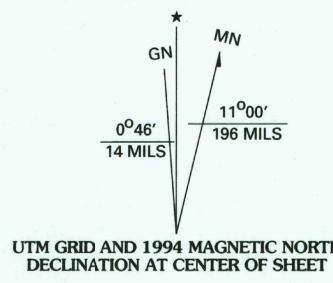 ★
GN MN
0°46' 11°00'
14 MILS 196 MILS
UTM GRID AND 1994 MAGNETIC NORT
DECLINATION AT CENTER OF SHEET